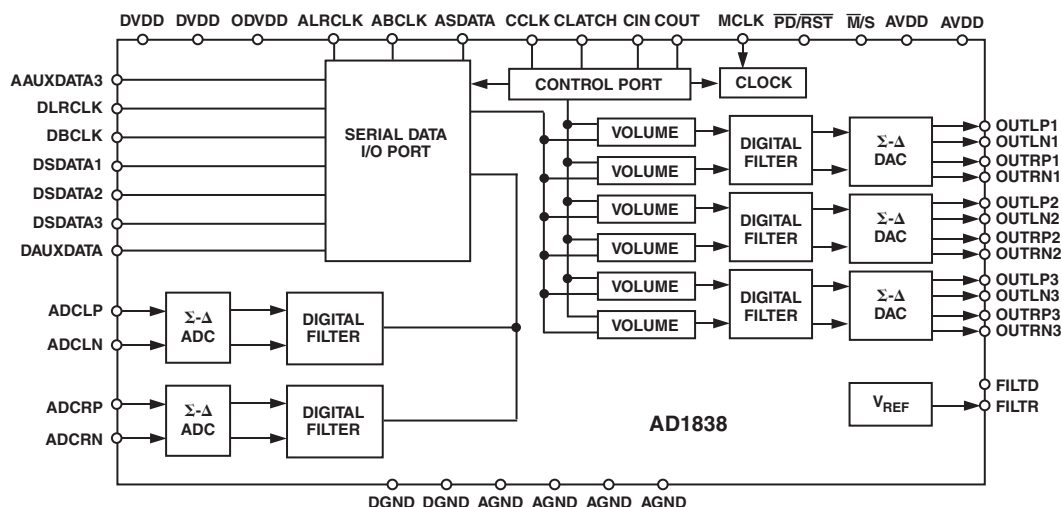 DVDD DVDD ODVDD ALRCLK ABCLK ASDATA CCLK CLATCH CIN COUT MCLK PD/RST M/S AVDD AVDD
AAUXDATA3
DLRCLK
DBCLK
DSDATA1
DSDATA2
DSDATA3
DAUXDATA
SERIAL DATA
I/O PORT
CONTROL PORT
CLOCK
VOLUME
VOLUME
VOLUME
VOLUME
VOLUME
VOLUME
DIGITAL
FILTER
DIGITAL
FILTER
DIGITAL
FILTER
Σ-Δ
DAC
Σ-Δ
DAC
Σ-Δ
DAC
OUTLP1
OUTLN1
OUTRP1
OUTRN1
OUTLP2
OUTLN2
OUTRP2
OUTRN2
OUTLP3
OUTLN3
OUTRP3
OUTRN3
ADCLP
ADCLN
Σ-Δ
ADC
DIGITAL
FILTER
ADCRP
ADCRN
Σ-Δ
ADC
DIGITAL
FILTER
AD1838
VREF
FILTD
FILTR
DGND DGND AGND AGND AGND AGND